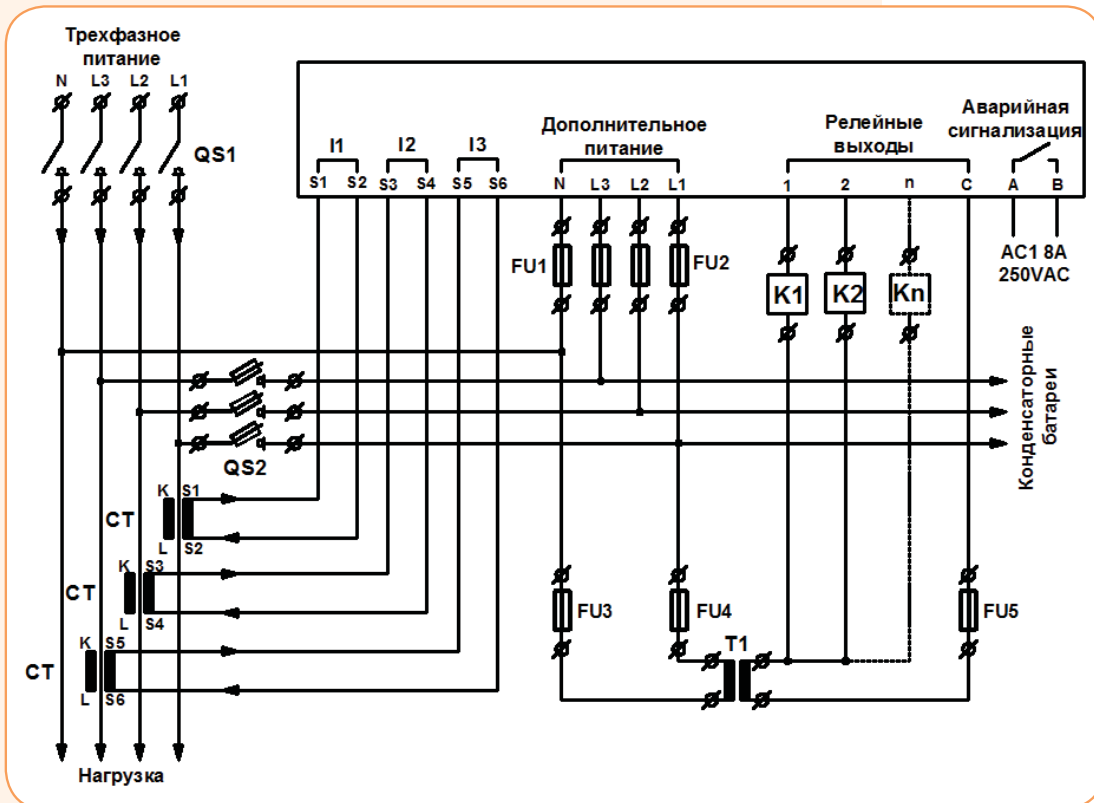 Трехфазное
питание
N L3 L2 L1
QS1
I1 I2 I3
S1 S2 S3 S4 S5 S6
Дополнительное
питание
N L3 L2 L1
Релейные
выходы
1 2 n C
Аварийная
сигнализация
A B
AC1 8A
250VAC
FU1 FU2
K1 K2 Kn
QS2
Конденсаторные
батареи
K S1
CT
L S2
K S3
CT
L S4
K S5
CT
L S6
FU3 FU4 FU5
T1
Нагрузка